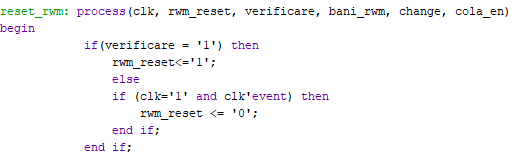 reset_rwm: process(clk, rwm_reset, verificare, bani_rwm, change, cola_en)
begin
if(verificare = '1') then
rwm_reset<='1';
else
if (clk='1' and clk'event) then
rwm_reset <= '0';
end if;
end if;